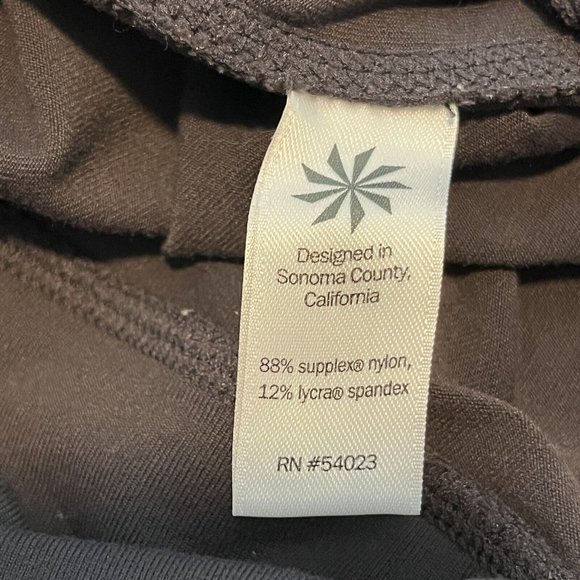 Designed in
Sonoma County,
California
88% supplex® nylon,
12% lycra® spandex
RN #54023